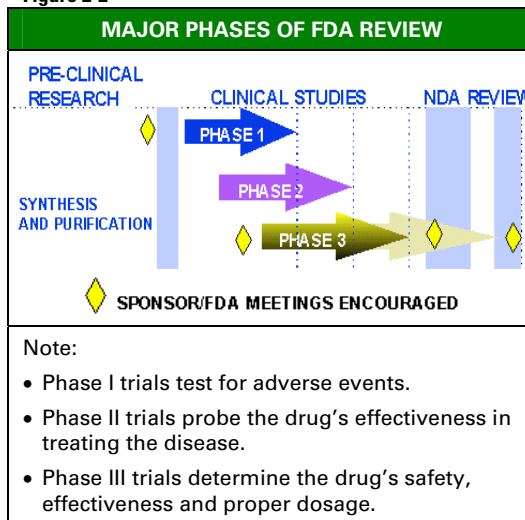 MAJOR PHASES OF FDA REVIEW
PRE-CLINICAL
RESEARCH
CLINICAL STUDIES
NDA REVIEW
PHASE 1
PHASE 2
SYNTHESIS
AND PURIFICATION
PHASE 3
SPONSOR/FDA MEETINGS ENCOURAGED
Note:
• Phase I trials test for adverse events.
• Phase II trials probe the drug's effectiveness in
treating the disease.
• Phase III trials determine the drug's safety,
effectiveness and proper dosage.